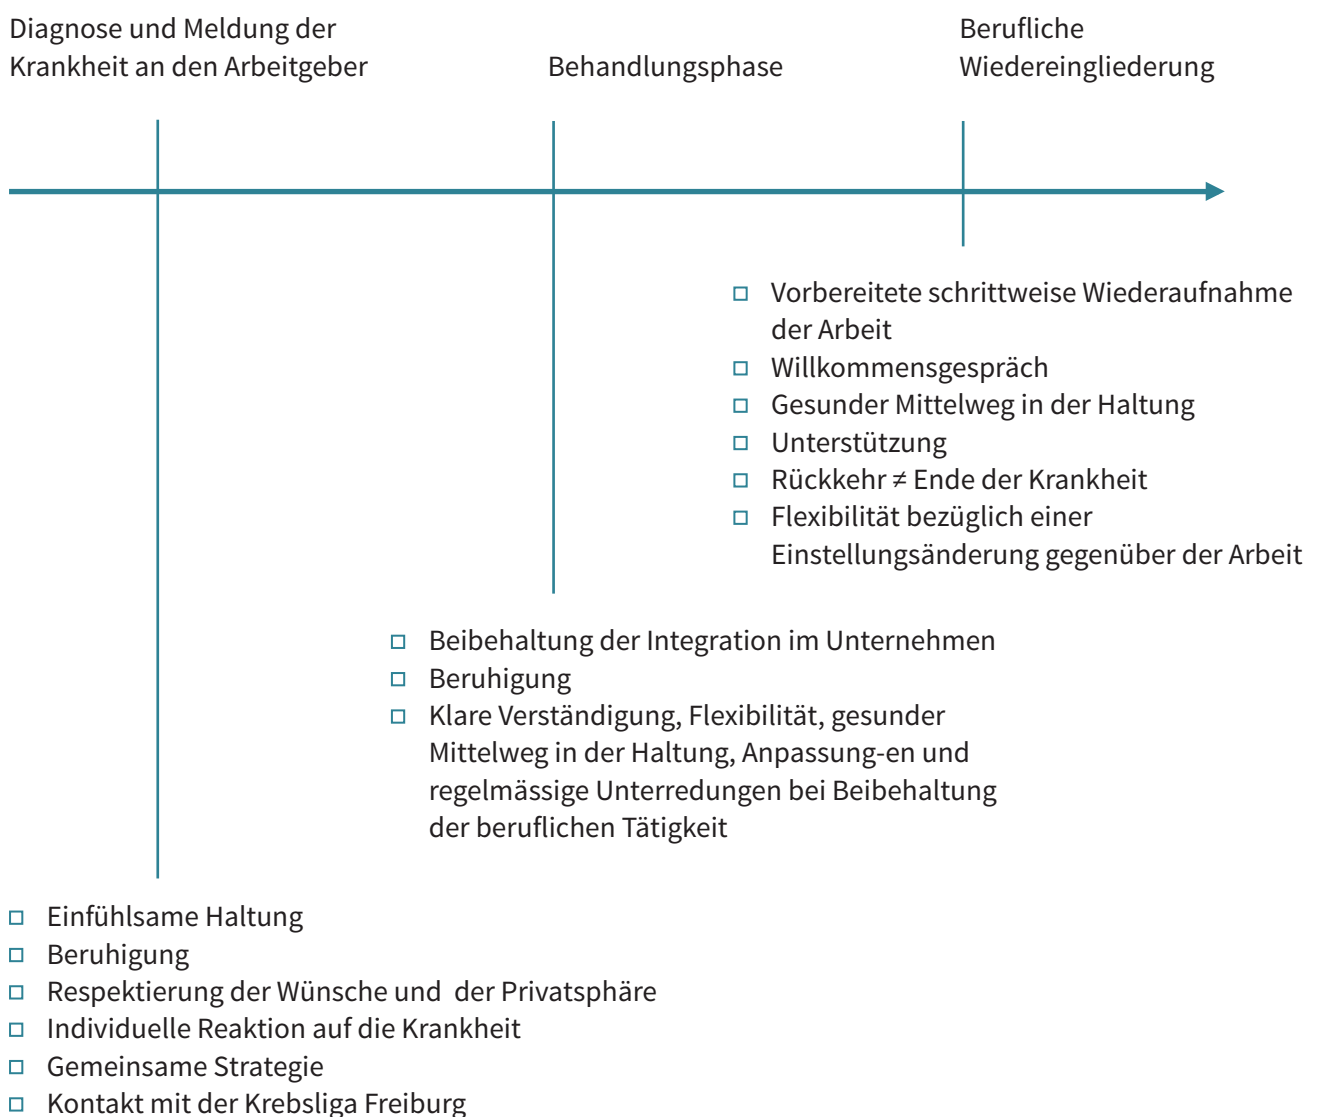 Diagnose und Meldung der
Krankheit an den Arbeitgeber
Behandlungsphase
Berufliche
Wiedereingliederung
Vorbereitete schrittweise Wiederaufnahme
der Arbeit
Willkommensgespräch
Gesunder Mittelweg in der Haltung
Unterstützung
Rückkehr ≠ Ende der Krankheit
Flexibilität bezüglich einer
Einstellungsänderung gegenüber der Arbeit
Beibehaltung der Integration im Unternehmen
Beruhigung
Klare Verständigung, Flexibilität, gesunder
Mittelweg in der Haltung, Anpassung-en und
regelmässige Unterredungen bei Beibehaltung
der beruflichen Tätigkeit
Einfühlsame Haltung
Beruhigung
Respektierung der Wünsche und  der Privatsphäre
Individuelle Reaktion auf die Krankheit
Gemeinsame Strategie
Kontakt mit der Krebsliga Freiburg